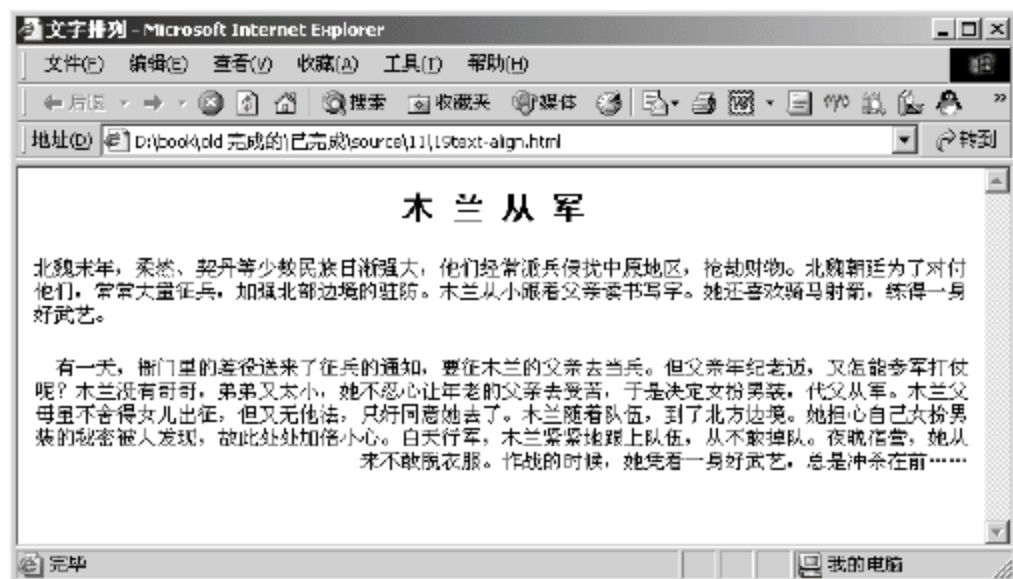 文字排列 - Microsoft Internet Explorer
文件(F) 编辑(E) 查看(V) 收藏(A) 工具(T) 帮助(H)
后退 搜索 收藏夹 媒体 »
地址(D) D:\book\old 完成的\已完成\source\11\19text-align.html 转到
木 兰 从 军
北魏末年，柔然、契丹等少数民族日渐强大，他们经常派兵侵扰中原地区，抢劫财物。北魏朝廷为了对付
他们，常常大量征兵，加强北部边境的驻防。木兰从小跟着父亲读书写字。她还喜欢骑马射箭，练得一身
好武艺。
有一天，衙门里的差役送来了征兵的通知，要征木兰的父亲去当兵。但父亲年纪老迈，又怎能参军打仗
呢？木兰没有哥哥，弟弟又太小，她不忍心让年老的父亲去受苦，于是决定女扮男装，代父从军。木兰父
母虽不舍得女儿出征，但又无他法，只好同意她去了。木兰随着队伍，到了北方边境。她担心自己女扮男
装的秘密被人发现，故此处处加倍小心。白天行军，木兰紧紧地跟上队伍，从不敢掉队。夜晚宿营，她从
来不敢脱衣服。作战的时候，她凭着一身好武艺，总是冲杀在前……
完毕 我的电脑